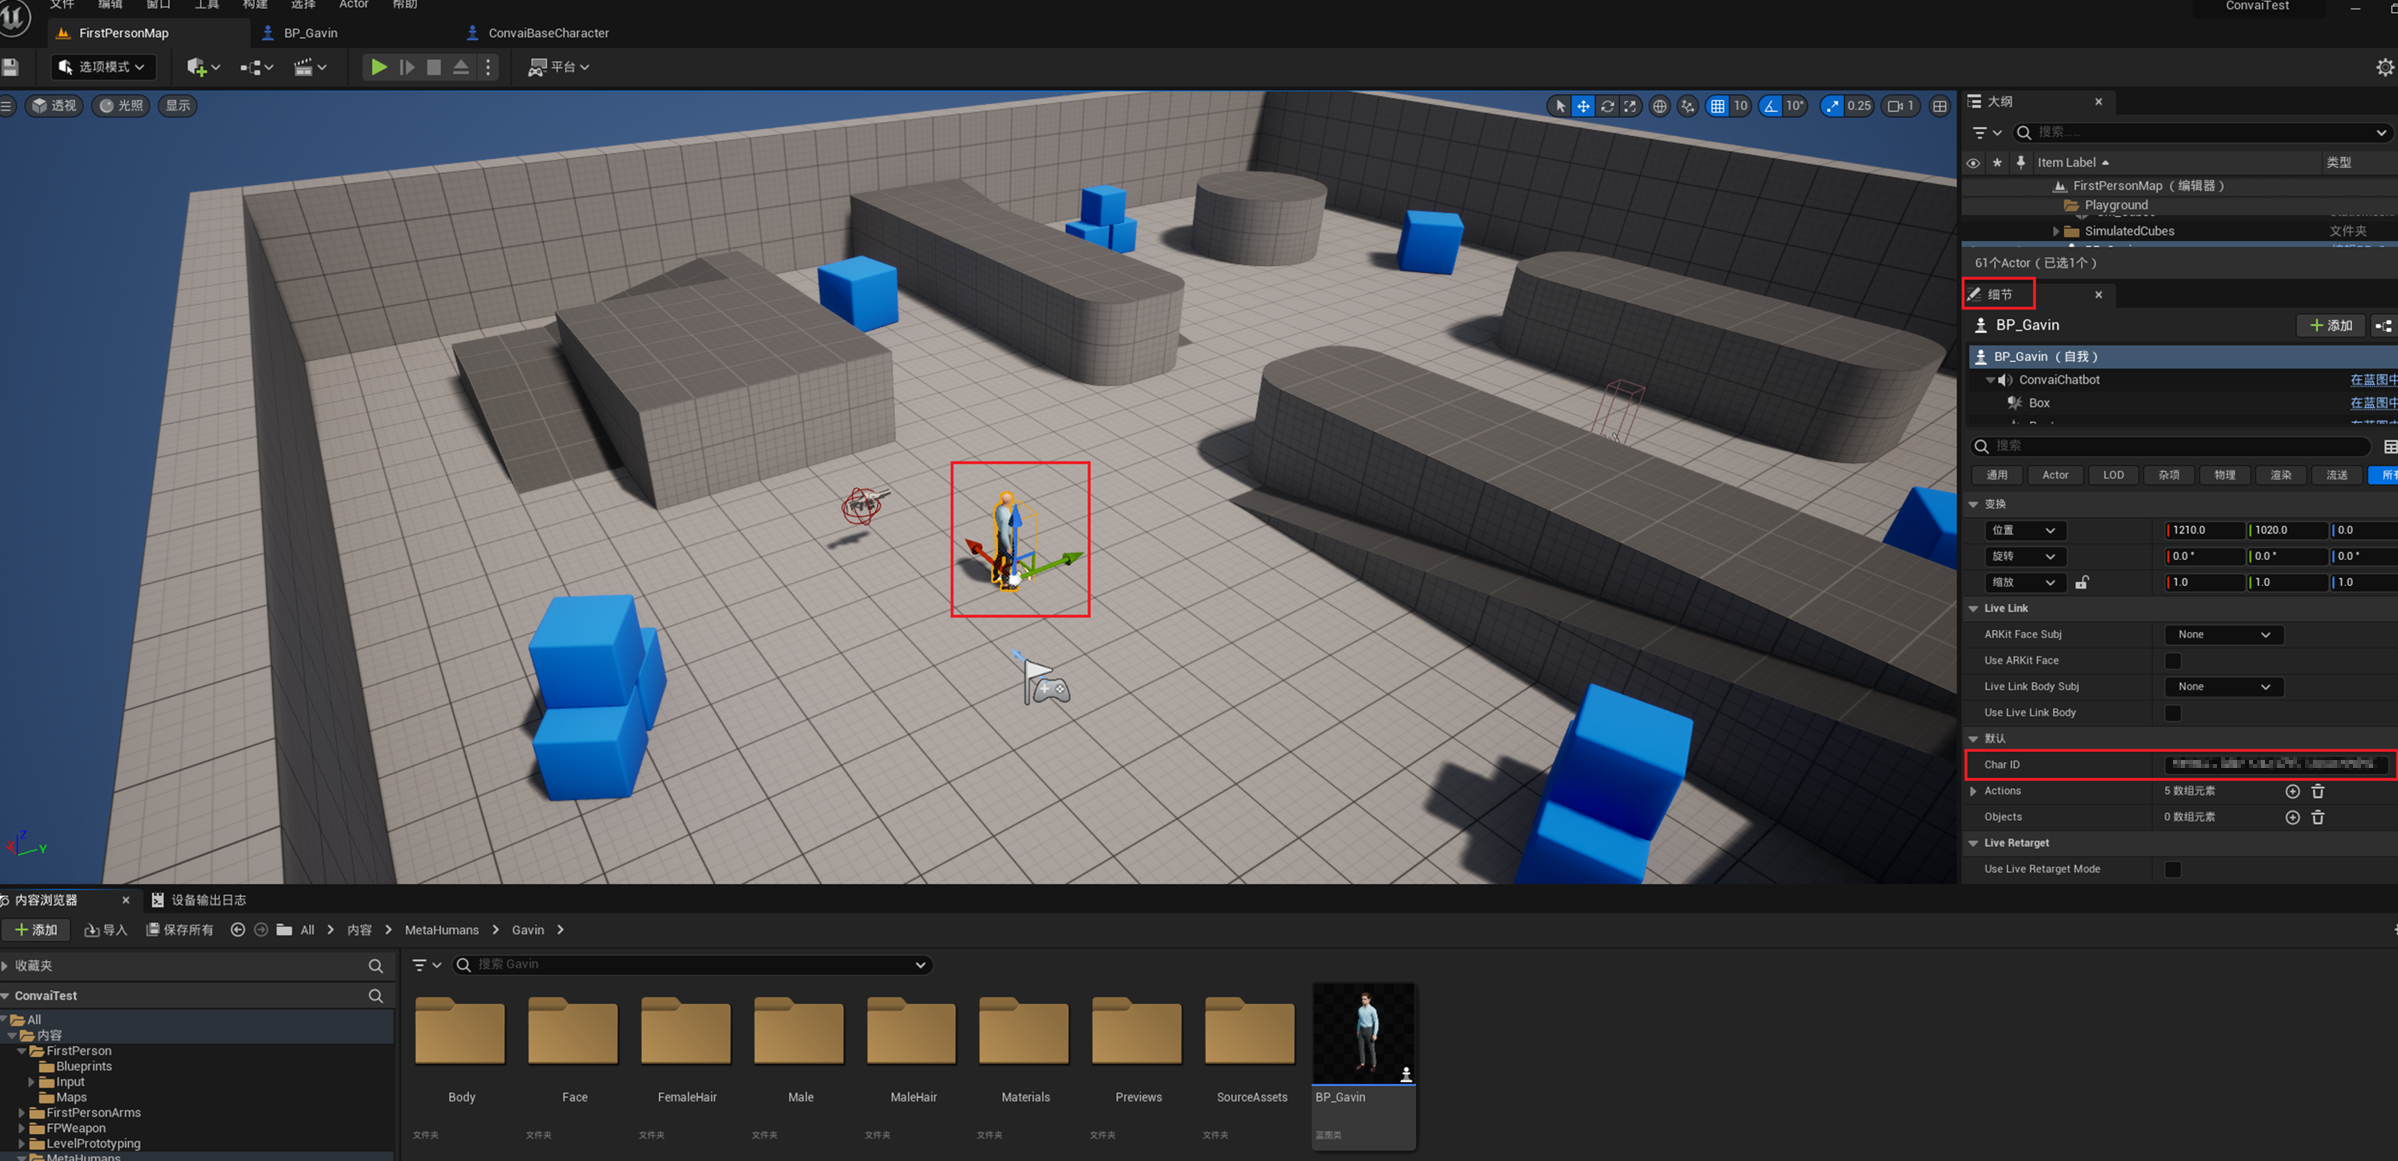 文件 编辑 窗口 工具 构建 选择 Actor 帮助
ConvaiTest
FirstPersonMap BP_Gavin ConvaiBaseCharacter
选项模式 平台
透视 光照 显示
10 10° 0.25 1
大纲
搜索......
Item Label 类型
FirstPersonMap（编辑器）
Playground
SimulatedCubes 文件夹
61个Actor（已选1个）
细节
BP_Gavin 添加
BP_Gavin（自我）
ConvaiChatbot 在蓝图中
Box 在蓝图中
搜索
通用 Actor LOD 杂项 物理 渲染 流送 所有
变换
位置 1210.0 1020.0 0.0
旋转 0.0° 0.0° 0.0°
缩放 1.0 1.0 1.0
Live Link
ARKit Face Subj None
Use ARKit Face
Live Link Body Subj None
Use Live Link Body
默认
Char ID
Actions 5 数组元素
Objects 0 数组元素
Live Retarget
Use Live Retarget Mode
Z
X Y
内容浏览器 设备输出日志
添加 导入 保存所有 All 内容 MetaHumans Gavin
收藏夹
搜索 Gavin
ConvaiTest
All
内容
FirstPerson
Blueprints
Input
Maps
FirstPersonArms
FPWeapon
LevelPrototyping
MetaHumans
Body Face FemaleHair Male MaleHair Materials Previews SourceAssets BP_Gavin
文件夹 文件夹 文件夹 文件夹 文件夹 文件夹 文件夹 文件夹 蓝图类